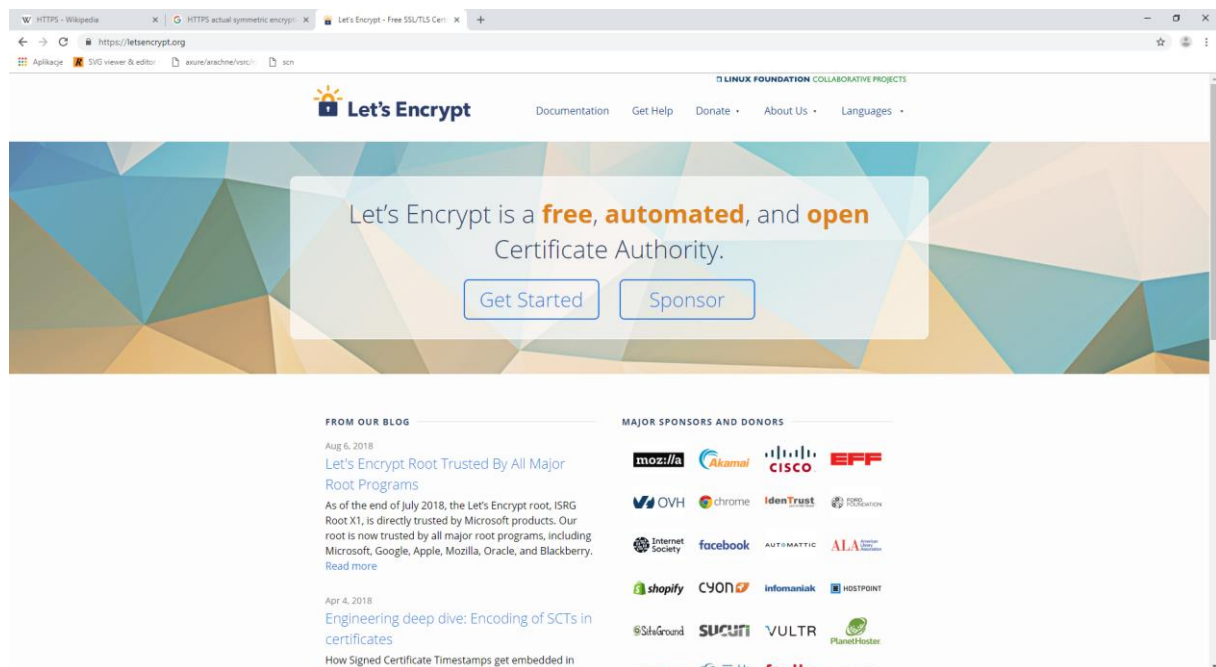 HTTPS - Wikipedia
HTTPS actual symmetric encrypti
Let's Encrypt - Free SSL/TLS Cert
https://letsencrypt.org
Aplikacje
SVG viewer & editor
axure/arachne/vsrc/
scn
LINUX FOUNDATION COLLABORATIVE PROJECTS
Let's Encrypt
Documentation Get Help Donate About Us Languages
Let's Encrypt is a free, automated, and open
Certificate Authority.
Get Started Sponsor
FROM OUR BLOG
Aug 6, 2018
Let's Encrypt Root Trusted By All Major
Root Programs
As of the end of July 2018, the Let's Encrypt root, ISRG
Root X1, is directly trusted by Microsoft products. Our
root is now trusted by all major root programs, including
Microsoft, Google, Apple, Mozilla, Oracle, and Blackberry.
Read more
Apr 4, 2018
Engineering deep dive: Encoding of SCTs in
certificates
How Signed Certificate Timestamps get embedded in
MAJOR SPONSORS AND DONORS
moz://a Akamai CISCO EFF
OVH chrome IdenTrust FORD FOUNDATION
Internet Society facebook AUTOMATTIC ALA American Library Association
shopify CYON infomaniak HOSTPOINT
SiteGround SUCURI VULTR PlanetHoster